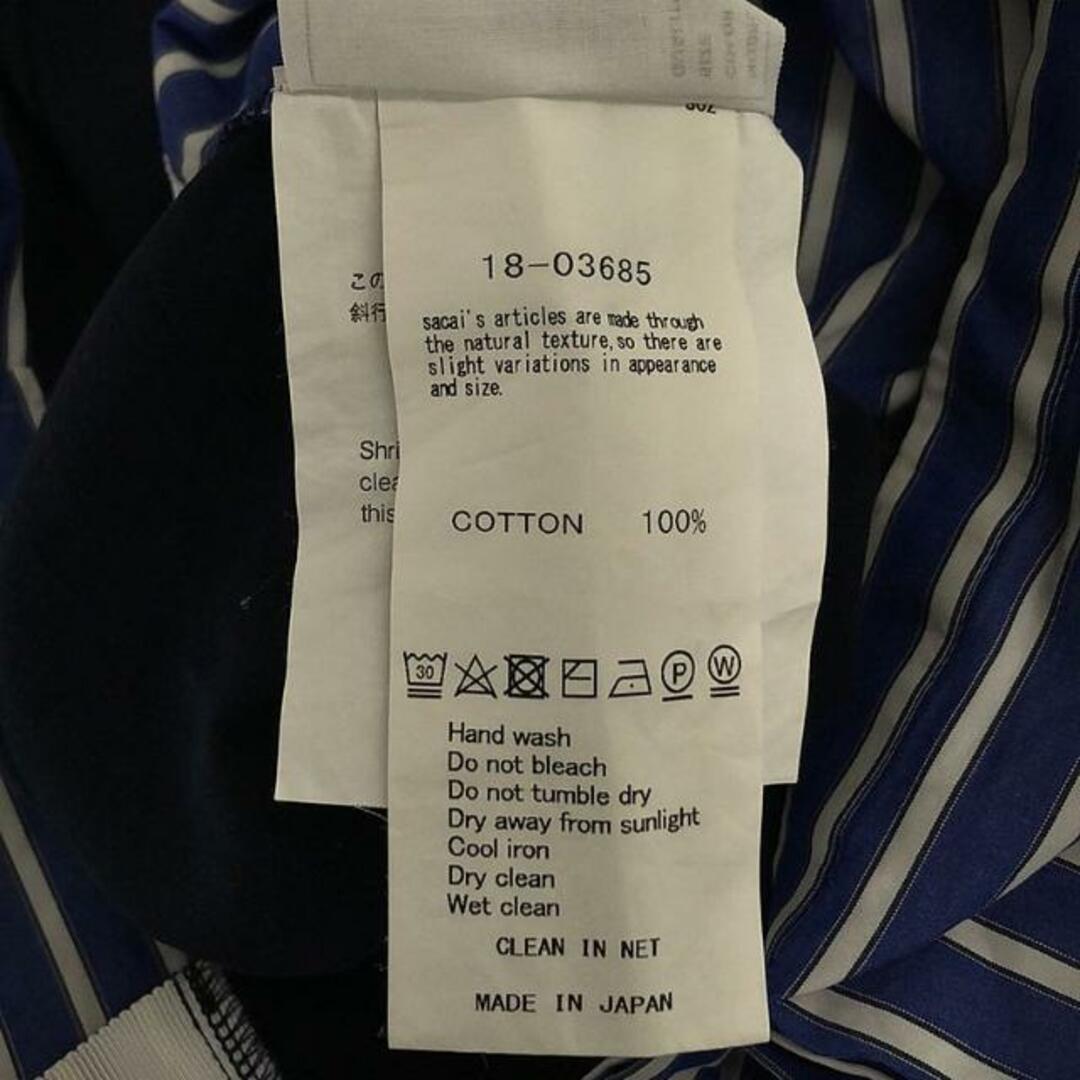 18-03685
sacai's articles are made through
the natural texture, so there are
slight variations in appearance
and size.
この
斜行
Shri
clea
this
COTTON 100%
30
P
W
Hand wash
Do not bleach
Do not tumble dry
Dry away from sunlight
Cool iron
Dry clean
Wet clean
CLEAN IN NET
MADE IN JAPAN